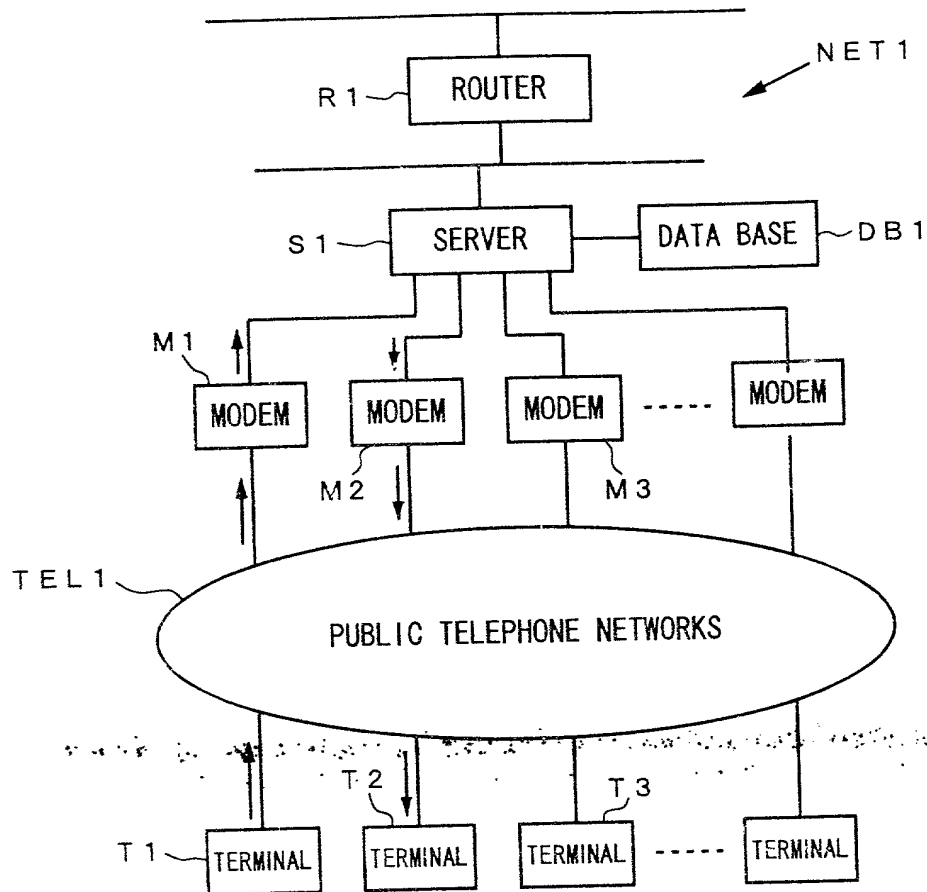 NET1
R1
ROUTER
S1
SERVER
DATA BASE
DB1
M1
MODEM
MODEM
MODEM
MODEM
M2
M3
TEL1
PUBLIC TELEPHONE NETWORKS
T2
T3
T1
TERMINAL
TERMINAL
TERMINAL
TERMINAL